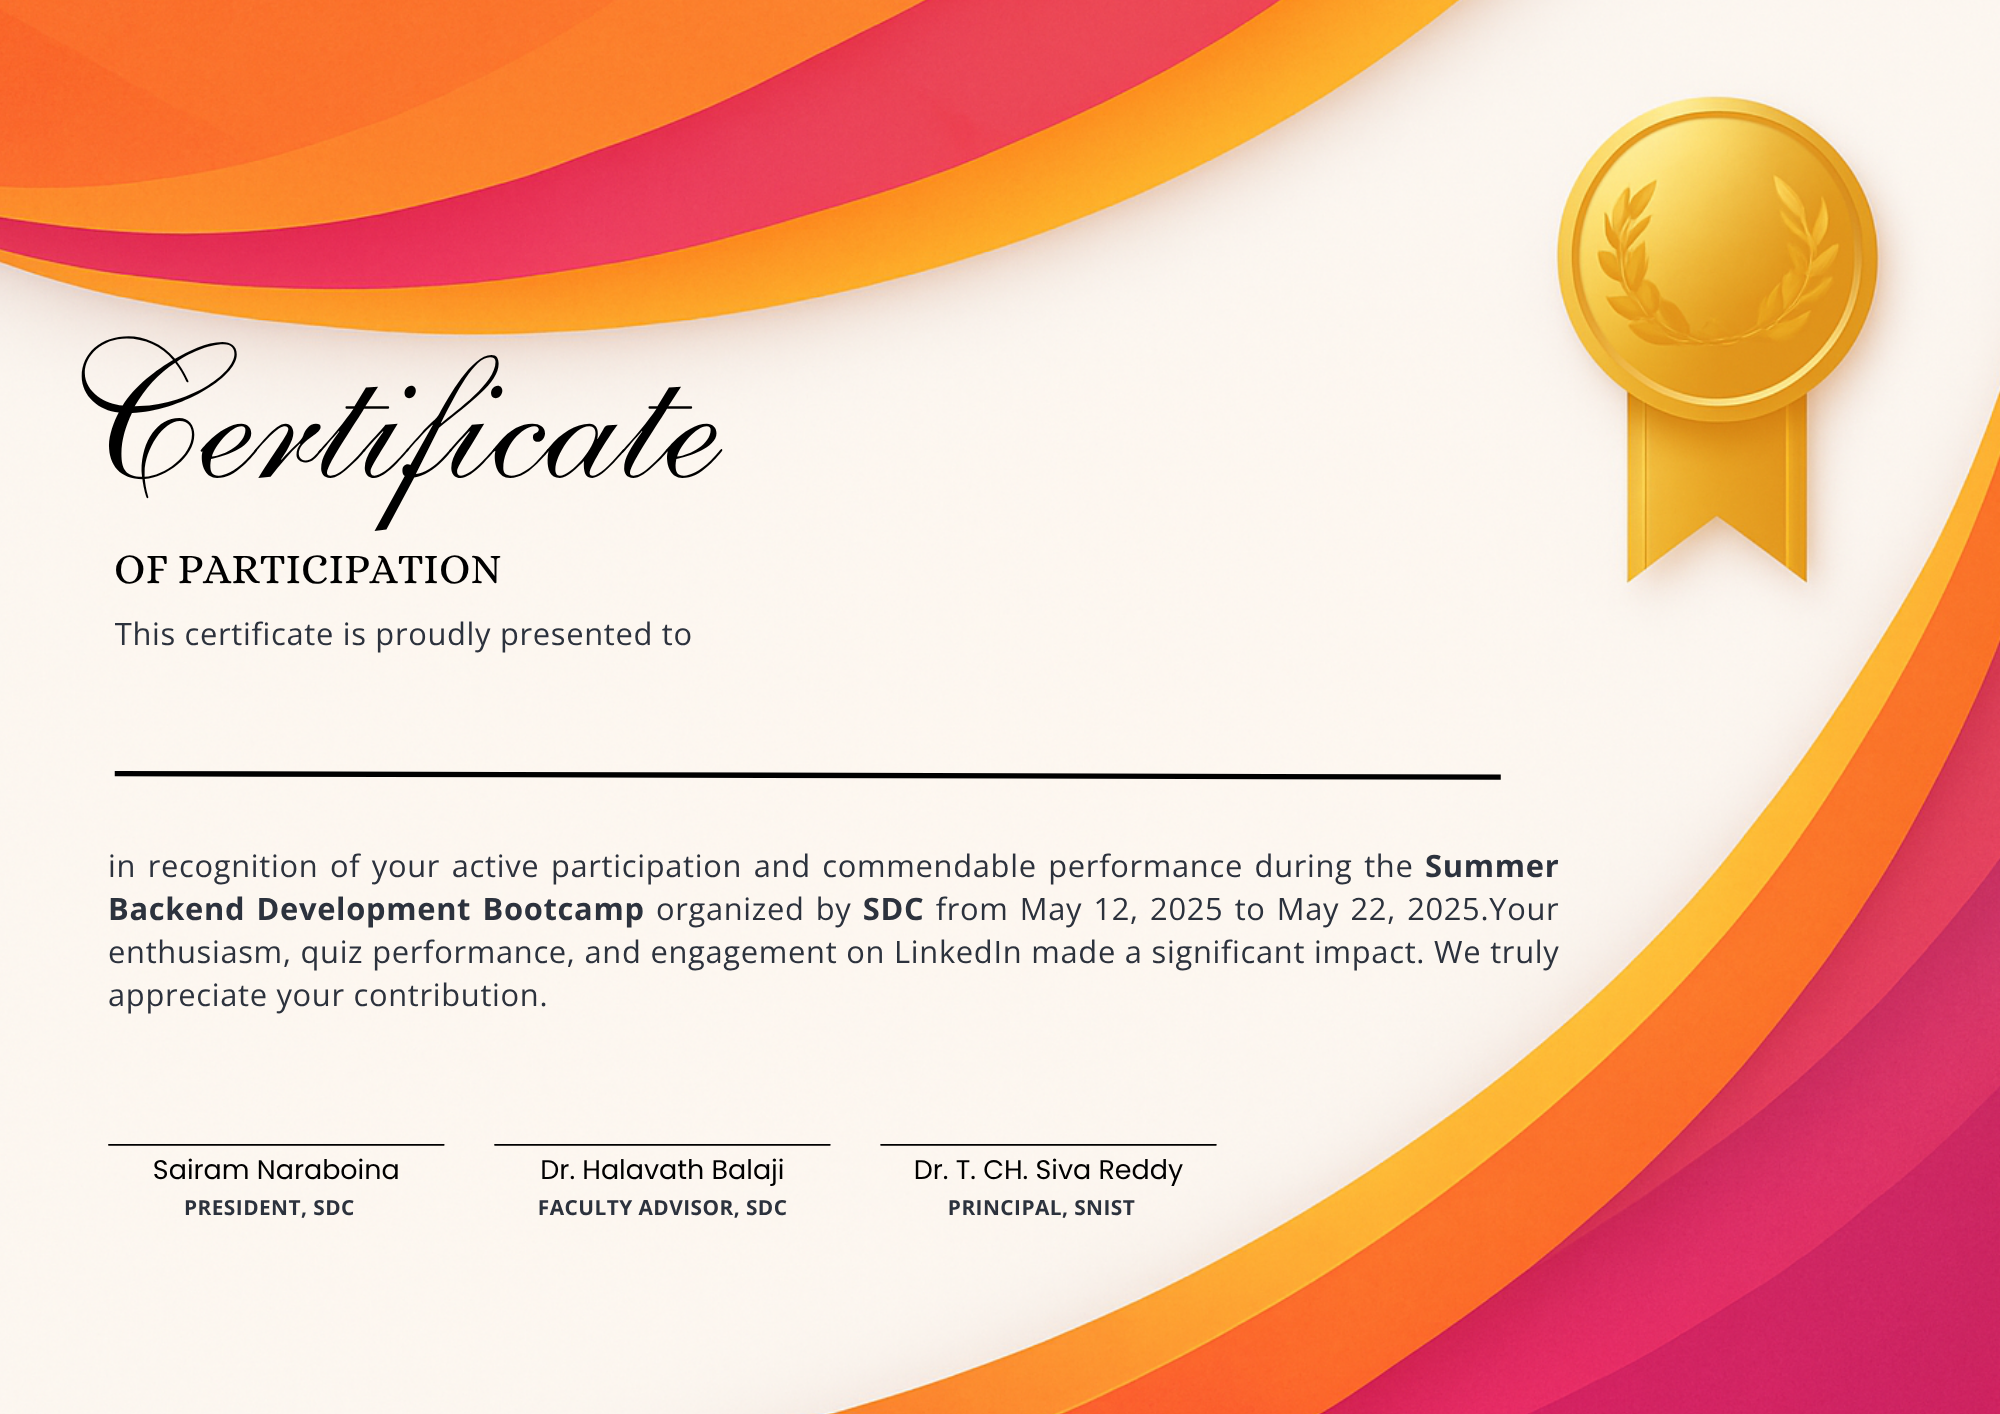 Certificate
OF PARTICIPATION
This certificate is proudly presented to
in recognition of your active participation and commendable performance during the Summer
Backend Development Bootcamp organized by SDC from May 12, 2025 to May 22, 2025.Your
enthusiasm, quiz performance, and engagement on LinkedIn made a significant impact. We truly
appreciate your contribution.
Sairam Naraboina
PRESIDENT, SDC
Dr. Halavath Balaji
FACULTY ADVISOR, SDC
Dr. T. CH. Siva Reddy
PRINCIPAL, SNIST